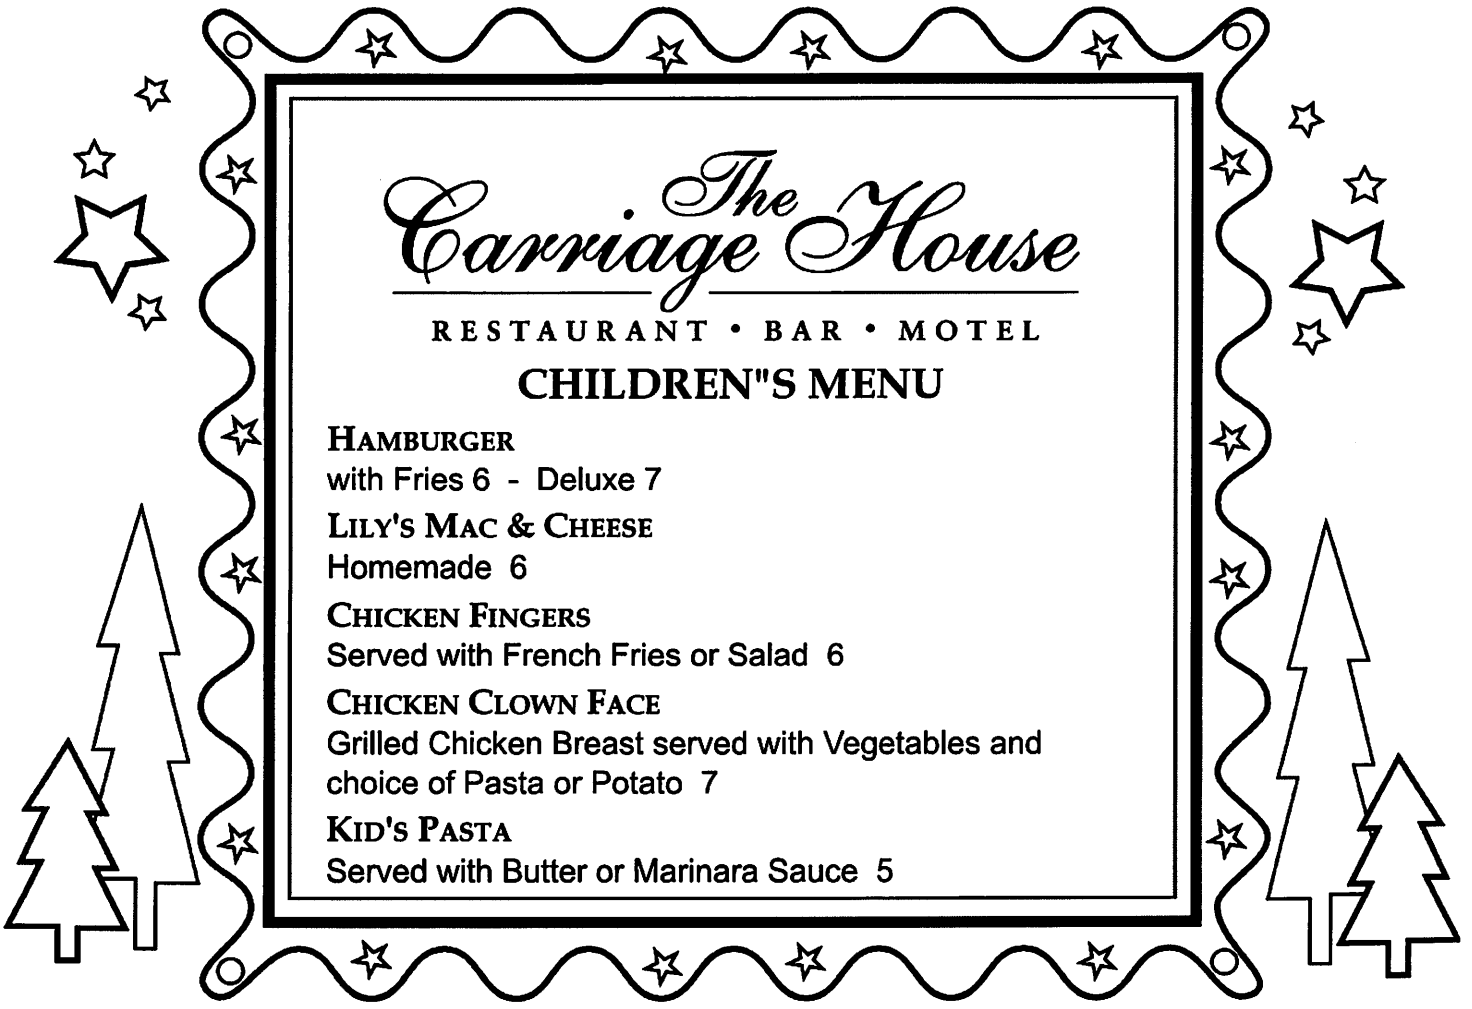 The
Carriage House
RESTAURANT • BAR • MOTEL
CHILDREN"S MENU
HAMBURGER
with Fries 6 - Deluxe 7
LILY'S MAC & CHEESE
Homemade 6
CHICKEN FINGERS
Served with French Fries or Salad 6
CHICKEN CLOWN FACE
Grilled Chicken Breast served with Vegetables and
choice of Pasta or Potato 7
KID'S PASTA
Served with Butter or Marinara Sauce 5